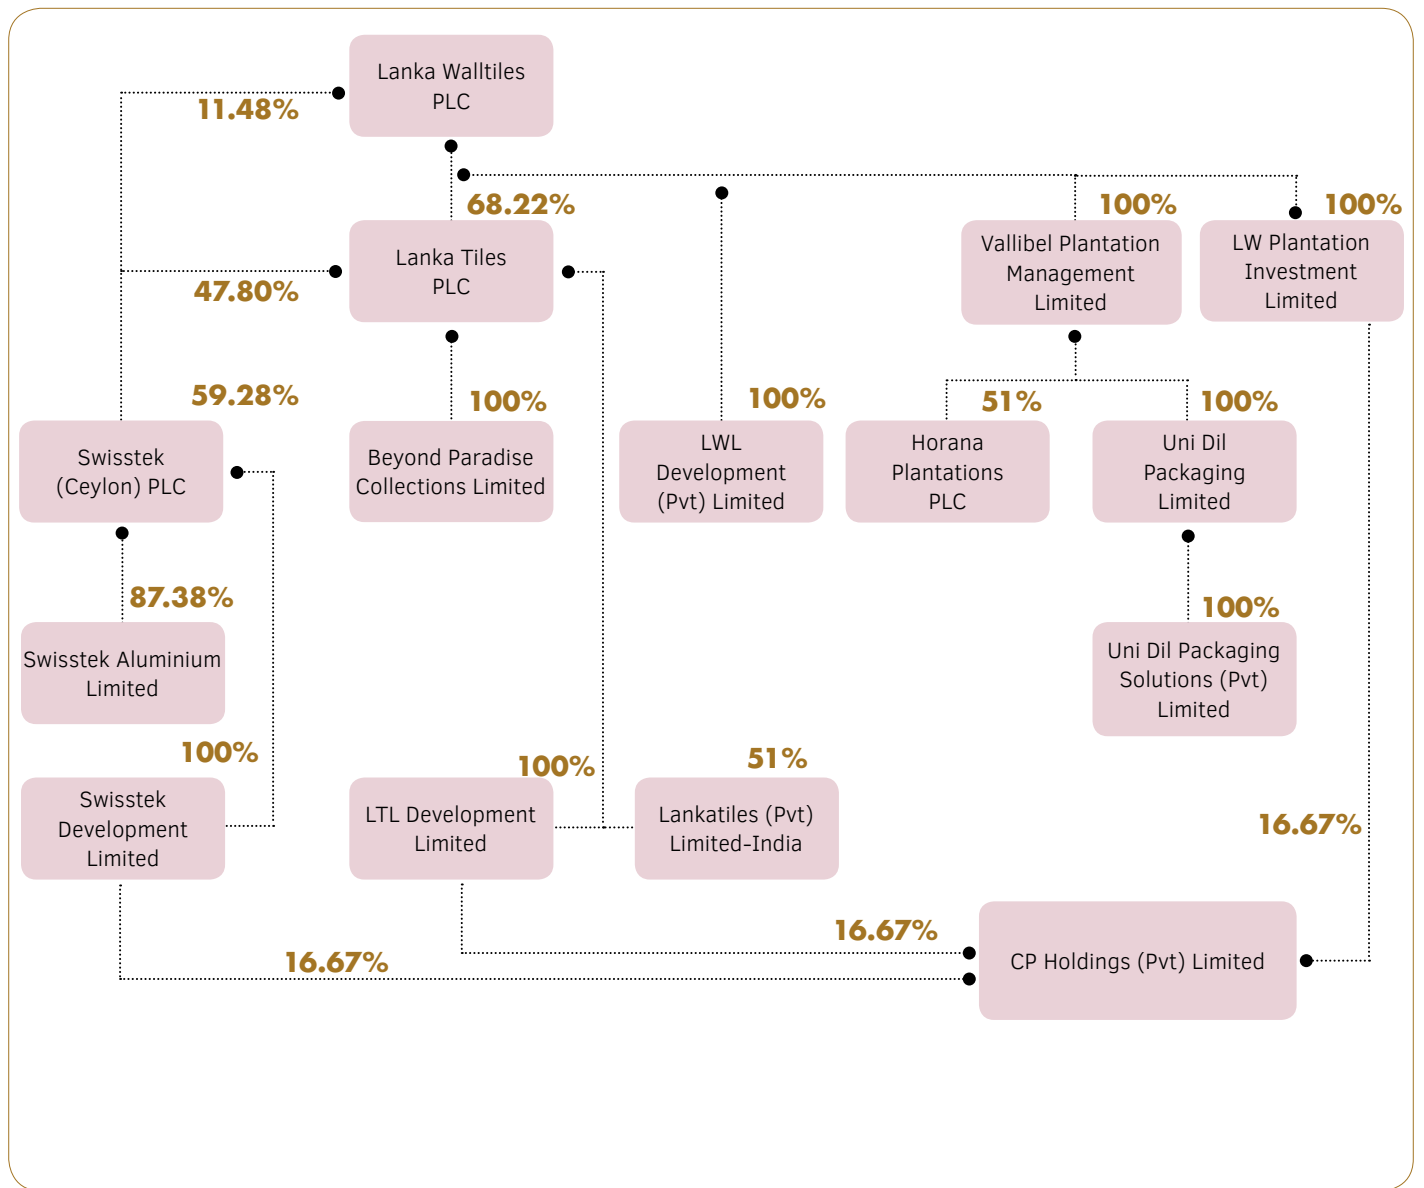 Lanka Walltiles
PLC
11.48%
68.22%
100%
100%
Lanka Tiles
PLC
Vallibel Plantation
Management
Limited
LW Plantation
Investment
Limited
47.80%
59.28%
100%
100%
51%
100%
Swisstek
(Ceylon) PLC
Beyond Paradise
Collections Limited
LWL
Development
(Pvt) Limited
Horana
Plantations
PLC
Uni Dil
Packaging
Limited
87.38%
100%
Swisstek Aluminium
Limited
Uni Dil Packaging
Solutions (Pvt)
Limited
100%
100%
51%
Swisstek
Development
Limited
LTL Development
Limited
Lankatiles (Pvt)
Limited-India
16.67%
16.67%
16.67%
CP Holdings (Pvt) Limited